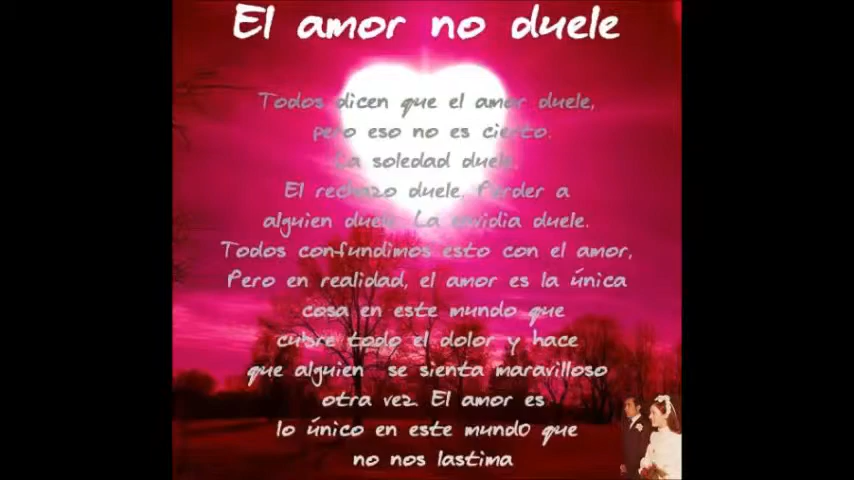 El amor no duele
Todos dicen que el amor duele,
pero eso no es cierto.
La soledad duele.
El rechazo duele. Perder a
alguien duele. La envidia duele.
Todos confundimos esto con el amor,
Pero en realidad, el amor es la única
cosa en este mundo que
cubre todo el dolor y hace
que alguien se sienta maravilloso
otra vez. El amor es
lo único en este mundo que
no nos lastima